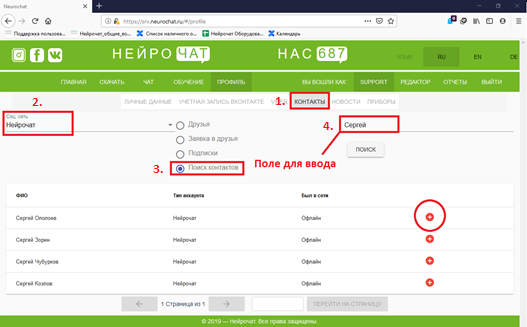 Neurochat
https://srv.neurochat.ru/#/profile
Поддержка пользова... Нейрочат_общие_во... Список наличного о... Нейрочат Оборудова...
НЕЙРО ЧАТ НАС 687 ЯЗЫК RU EN DE
ГЛАВНАЯ СКАЧАТЬ ЧАТ ОБУЧЕНИЕ ПРОФИЛЬ ВЫ ВОШЛИ КАК: SUPPORT РЕДАКТОР ОТЧЕТЫ ВЫЙТИ
ЛИЧНЫЕ ДАННЫЕ УЧЕТНАЯ ЗАПИСЬ ВКОНТАКТЕ 1. КОНТАКТЫ НОВОСТИ ПРИБОРЫ
2. Соц. сеть
Нейрочат
Друзья
Заявка в друзья
Подписки
3. Поиск контактов
4. Сергей
ПОИСК
Поле для ввода
ФИО Тип аккаунта Был в сети
Сергей Ополоев Нейрочат Офлайн
Сергей Зорин Нейрочат Офлайн
Сергей Чубурков Нейрочат Офлайн
Сергей Козлов Нейрочат Офлайн
1 Страница из 1 ПЕРЕЙТИ НА СТРАНИЦУ
© 2019 — Нейрочат. Все права защищены.